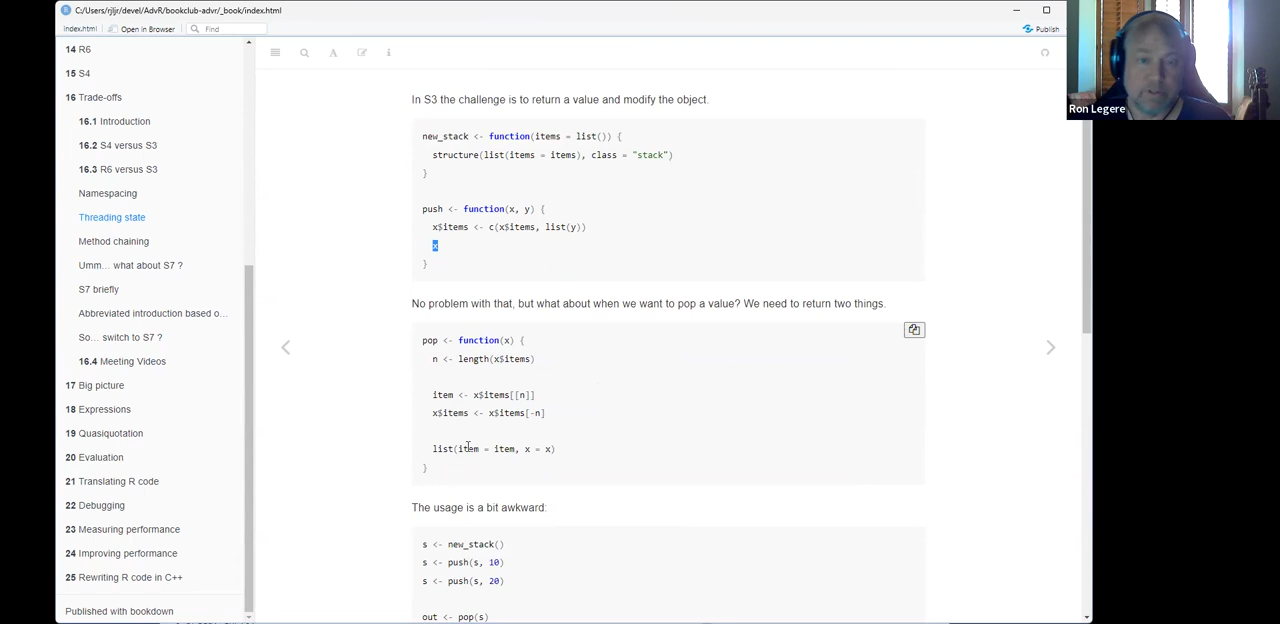 C:/Users/rjljr/devel/AdvR/bookclub-advr/_book/index.html
index.html
Open in Browser
Find
Publish
14 R6
15 S4
16 Trade-offs
16.1 Introduction
16.2 S4 versus S3
16.3 R6 versus S3
Namespacing
Threading state
Method chaining
Umm... what about S7 ?
S7 briefly
Abbreviated introduction based o...
So... switch to S7 ?
16.4 Meeting Videos
17 Big picture
18 Expressions
19 Quasiquotation
20 Evaluation
21 Translating R code
22 Debugging
23 Measuring performance
24 Improving performance
25 Rewriting R code in C++
Published with bookdown
In S3 the challenge is to return a value and modify the object.
new_stack <- function(items = list()) {
structure(list(items = items), class = "stack")
}
push <- function(x, y) {
x$items <- c(x$items, list(y))
x
}
No problem with that, but what about when we want to pop a value? We need to return two things.
pop <- function(x) {
n <- length(x$items)
item <- x$items[[n]]
x$items <- x$items[-n]
list(item = item, x = x)
}
The usage is a bit awkward:
s <- new_stack()
s <- push(s, 10)
s <- push(s, 20)
out <- pop(s)
Ron Legere